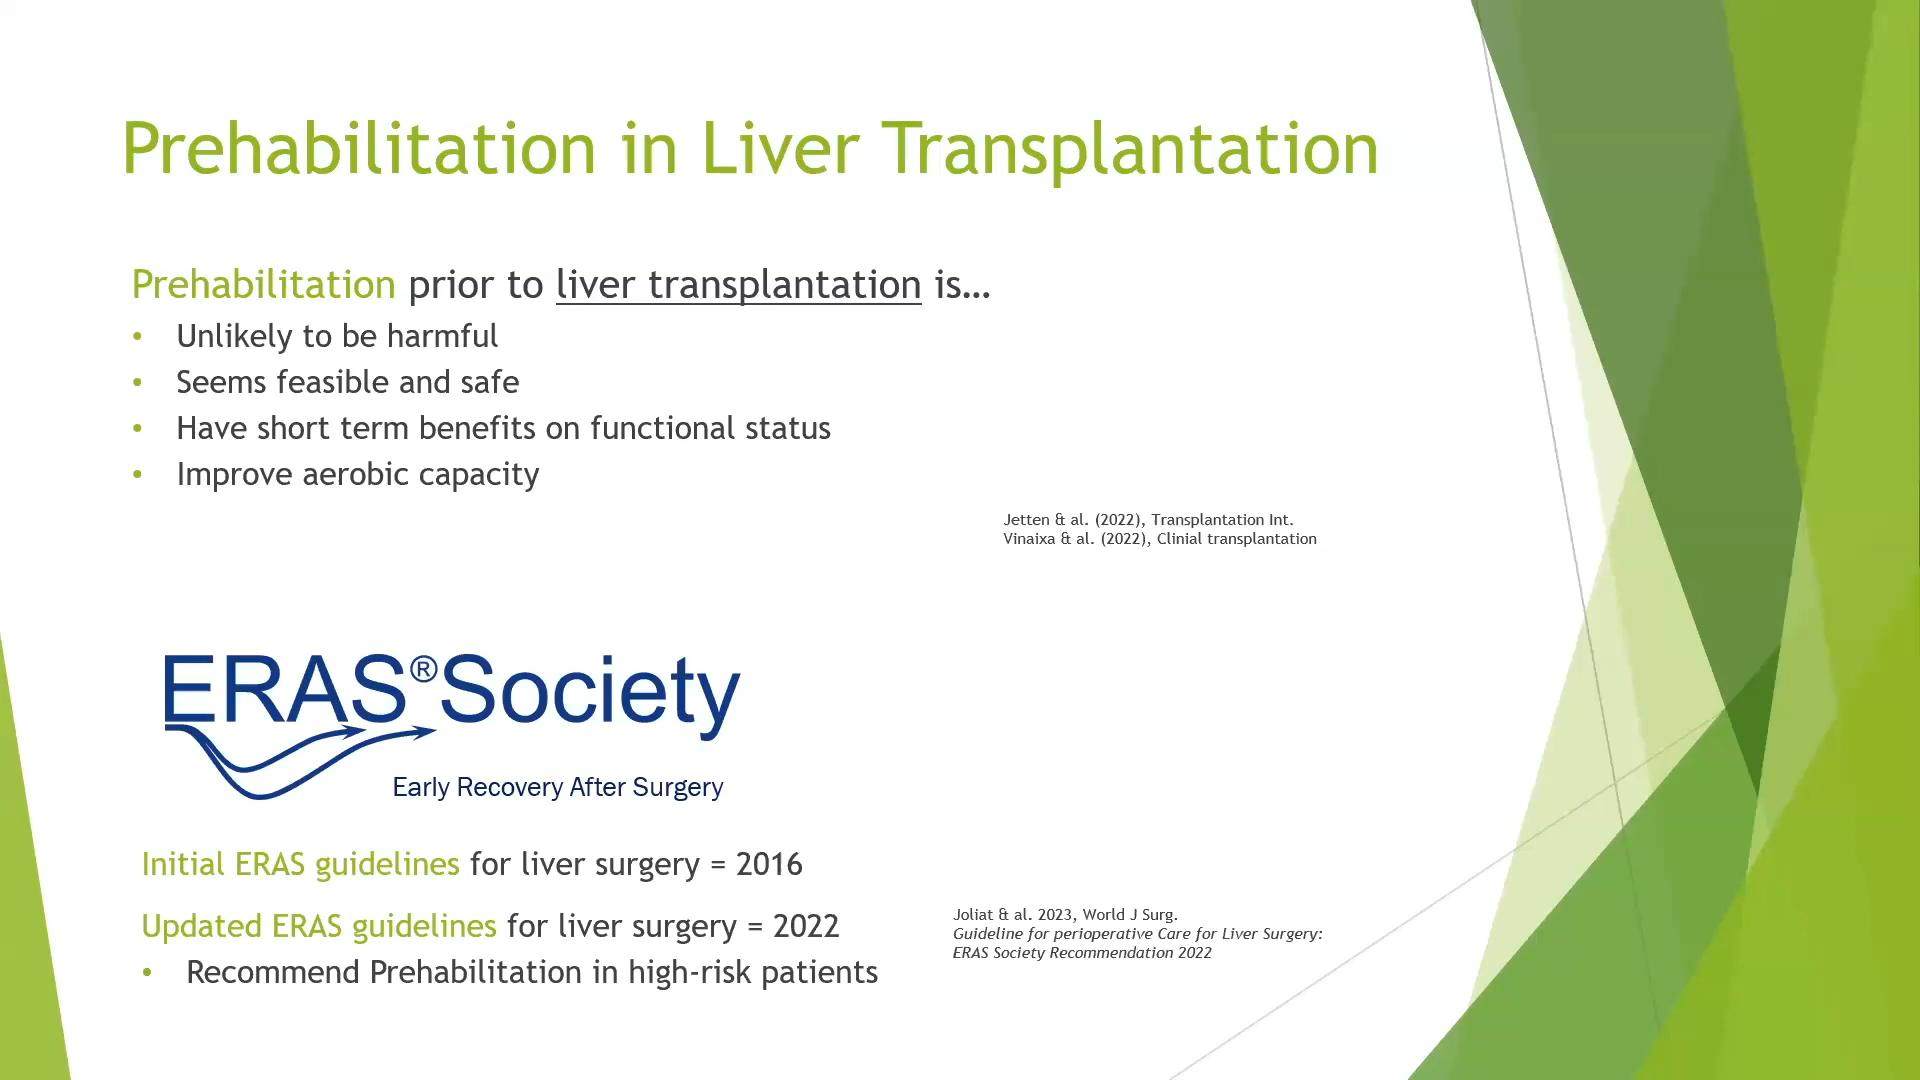 Prehabilitation in Liver Transplantation
Prehabilitation prior to liver transplantation is…
• Unlikely to be harmful
• Seems feasible and safe
• Have short term benefits on functional status
• Improve aerobic capacity
Jetten & al. (2022), Transplantation Int.
Vinaixa & al. (2022), Clinial transplantation
ERAS®Society
Early Recovery After Surgery
Initial ERAS guidelines for liver surgery = 2016
Updated ERAS guidelines for liver surgery = 2022
• Recommend Prehabilitation in high-risk patients
Joliat & al. 2023, World J Surg.
Guideline for perioperative Care for Liver Surgery:
ERAS Society Recommendation 2022